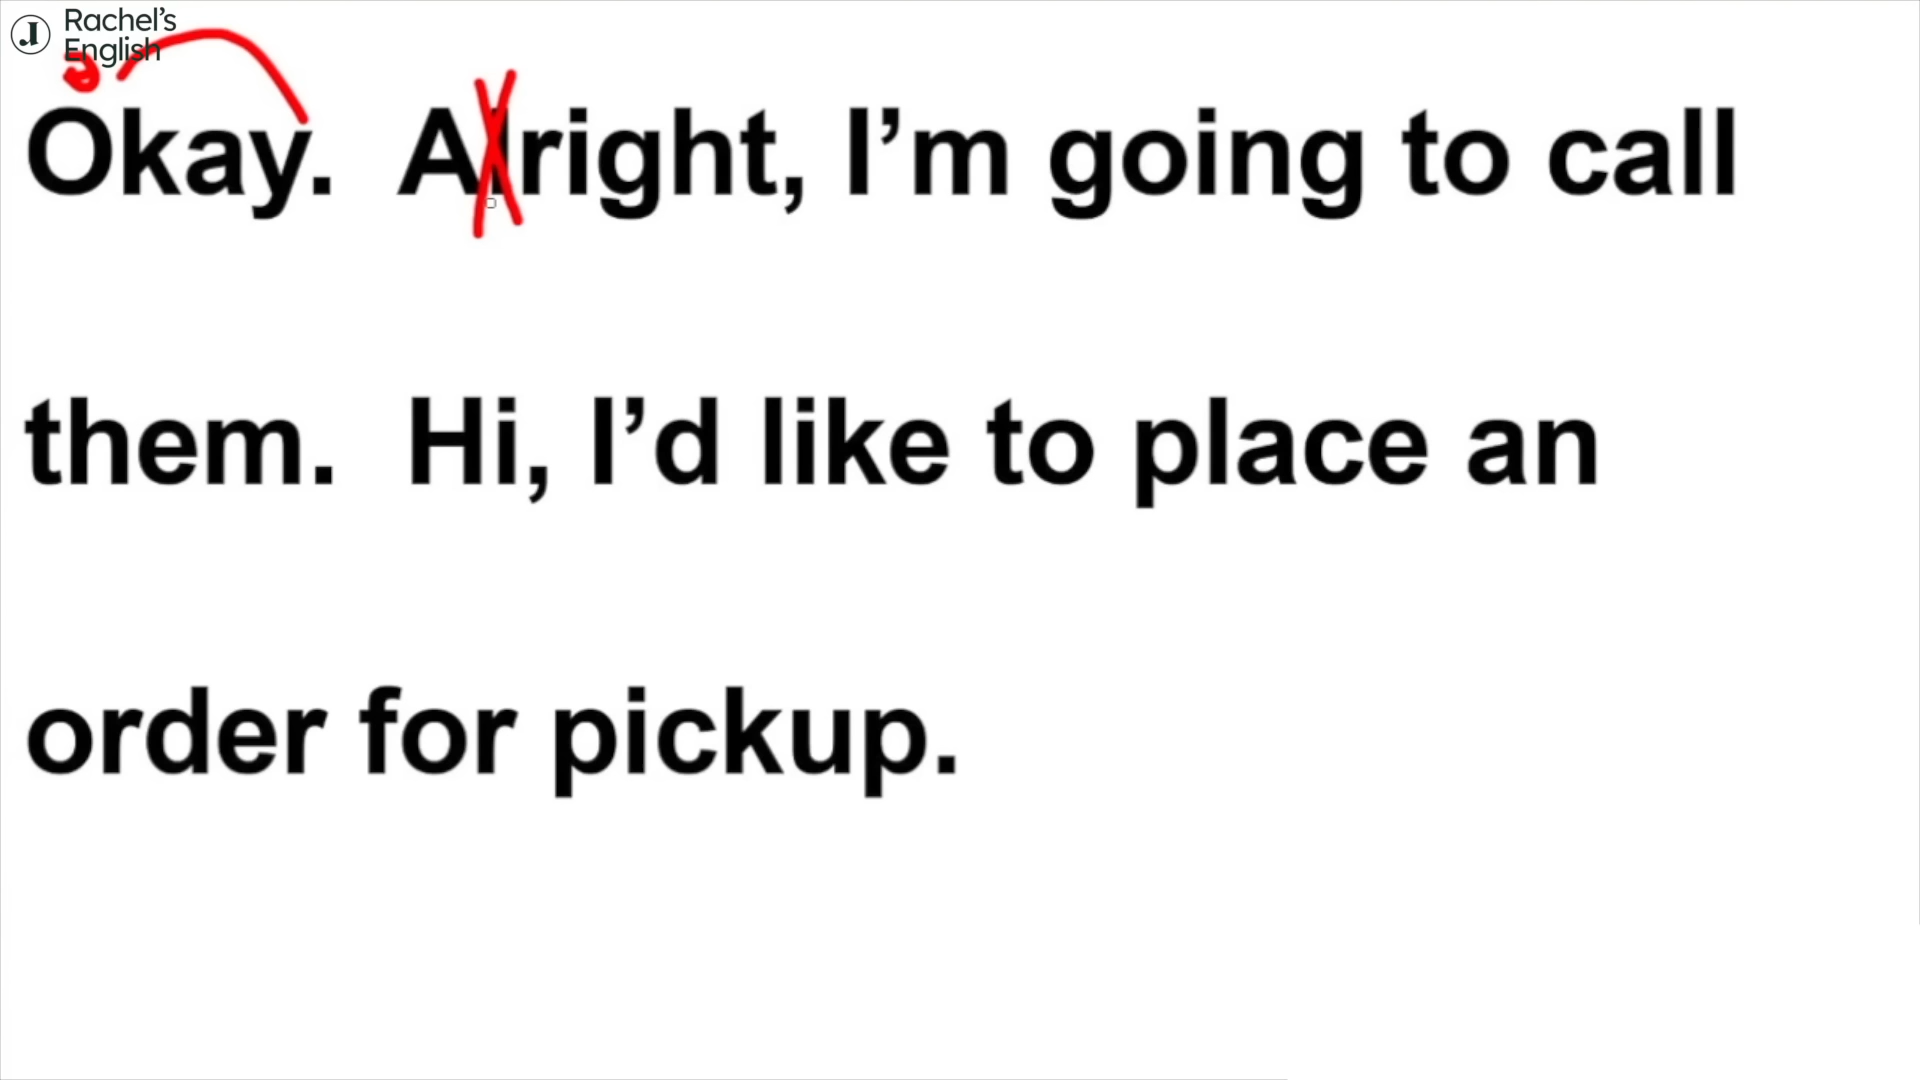 Rachel's
English
ə
Okay.  Alright, I'm going to call
them.  Hi, I'd like to place an
order for pickup.